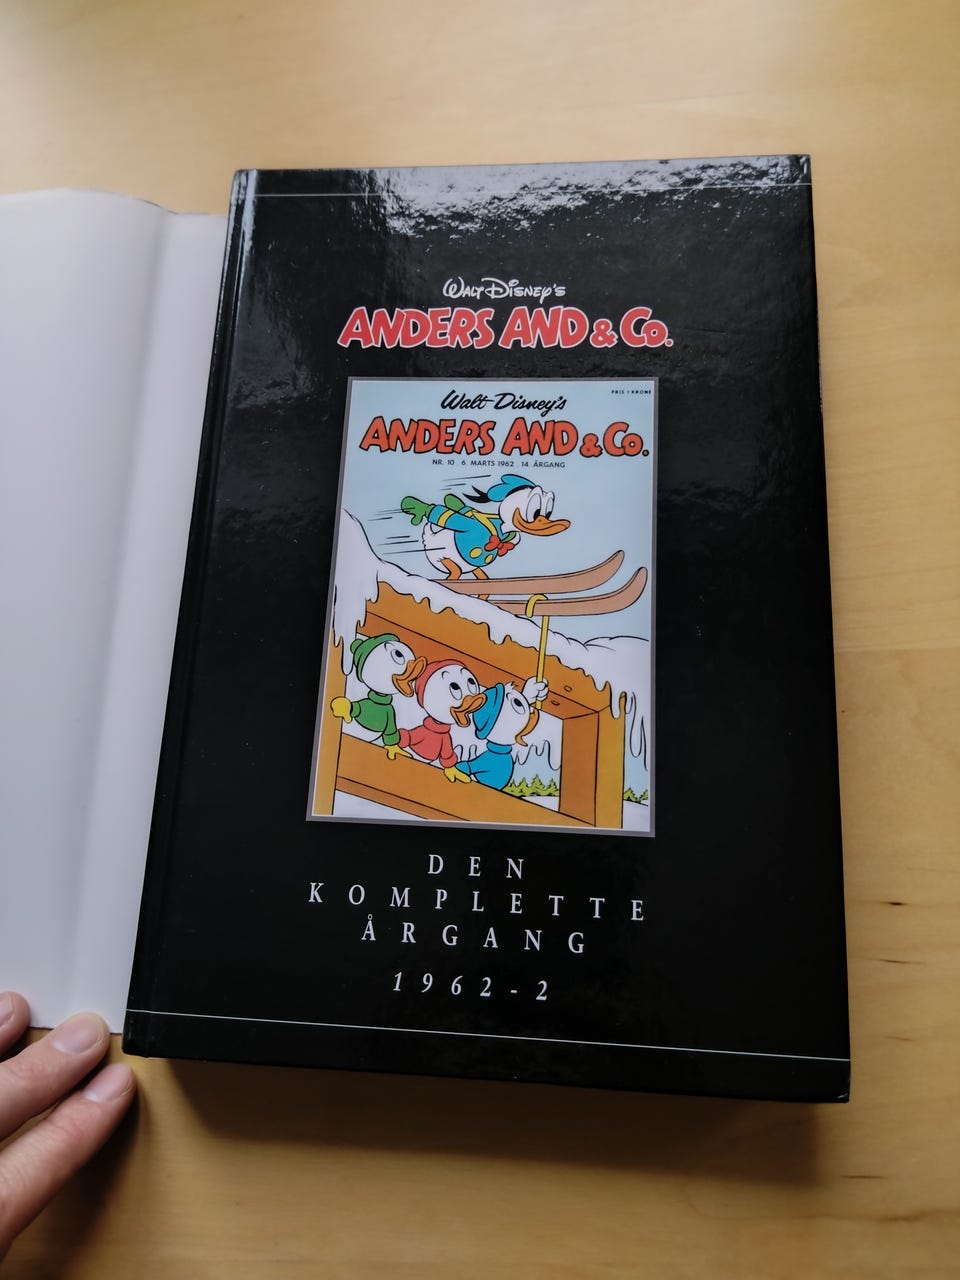 Walt Disney's
ANDERS AND & Co.
PRIS 1 KRONE
Walt Disney's
ANDERS AND & Co.
NR. 10 . 6. MARTS 1962 . 14. ÅRGANG
DEN
KOMPLETTE
ÅRGANG
1962-2